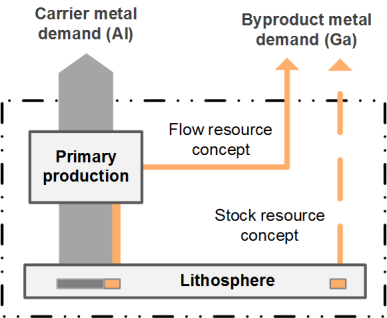 Carrier metal
demand (Al)
Byproduct metal
demand (Ga)
Flow resource
concept
Primary
production
Stock resource
concept
Lithosphere